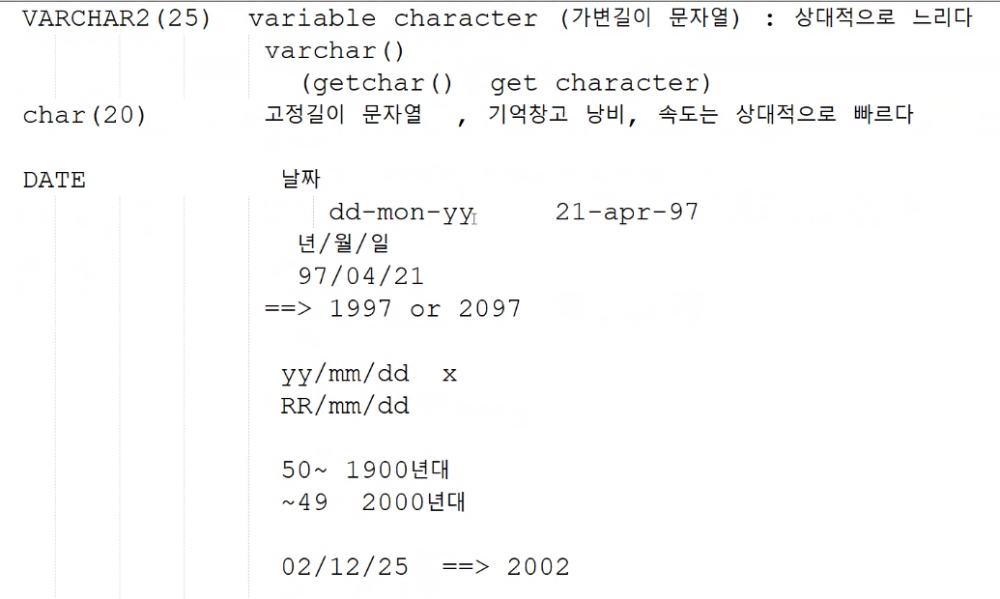 VARCHAR2(25) variable character (가변길이 문자열) : 상대적으로 느리다
varchar()
(getchar() get character)
char(20) 고정길이 문자열 , 기억창고 낭비, 속도는 상대적으로 빠르다
DATE 날짜
dd-mon-yy 21-apr-97
년/월/일
97/04/21
==> 1997 or 2097
yy/mm/dd x
RR/mm/dd
50~ 1900년대
~49 2000년대
02/12/25 ==> 2002